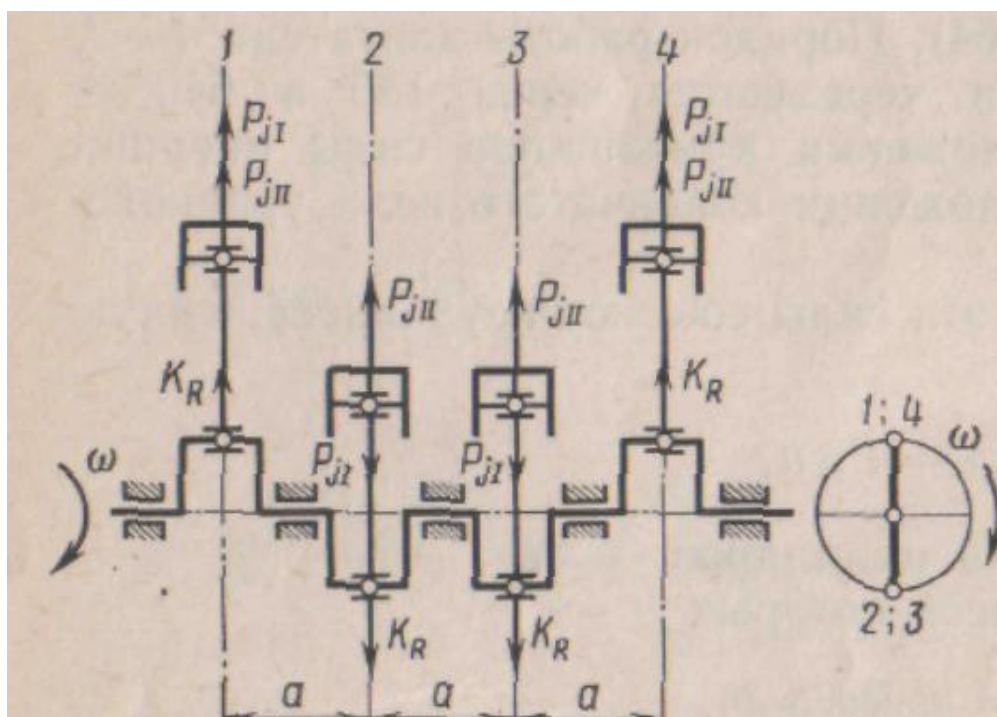 1 2 3 4
P_jI P_jI
P_jII P_jII
P_jII P_jII
K_R K_R
1; 4
ω P_jI P_jI ω
2; 3
K_R K_R
a a a